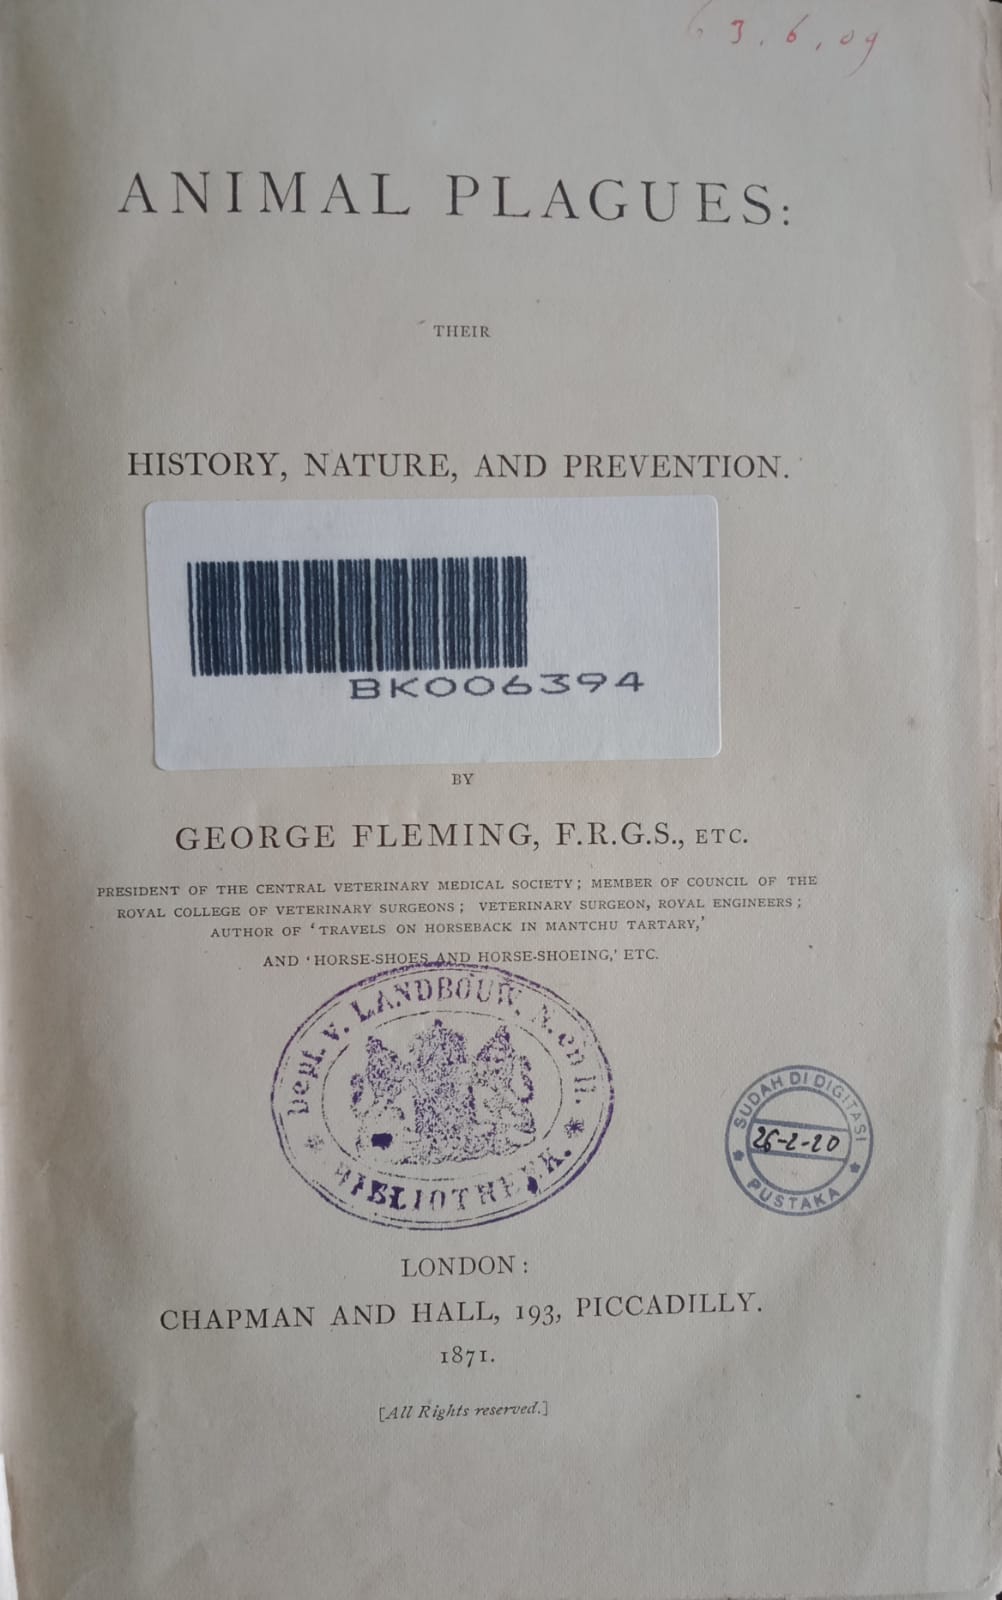 3.6,09
ANIMAL PLAGUES:
THEIR
HISTORY, NATURE, AND PREVENTION.
BK006394
BY
GEORGE FLEMING, F.R.G.S., ETC.
PRESIDENT OF THE CENTRAL VETERINARY MEDICAL SOCIETY; MEMBER OF COUNCIL OF THE
ROYAL COLLEGE OF VETERINARY SURGEONS; VETERINARY SURGEON, ROYAL ENGINEERS;
AUTHOR OF 'TRAVELS ON HORSEBACK IN MANTCHU TARTARY,'
AND 'HORSE-SHOES AND HORSE-SHOEING,' ETC.
Dept. v. LANDBOUW, N. en H.
BIBLIOTHEEK.
SUDAH DI DIGITASI
26-2-20
PUSTAKA
LONDON:
CHAPMAN AND HALL, 193, PICCADILLY.
1871.
[All Rights reserved.]